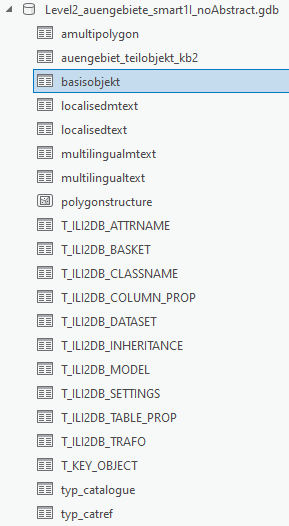 Level2_auengebiete_smart1I_noAbstract.gdb
amultipolygon
auengebiet_teilobjekt_kb2
basisobjekt
localisedmtext
localisedtext
multilingualmtext
multilingualtext
polygonstructure
T_ILI2DB_ATTRNAME
T_ILI2DB_BASKET
T_ILI2DB_CLASSNAME
T_ILI2DB_COLUMN_PROP
T_ILI2DB_DATASET
T_ILI2DB_INHERITANCE
T_ILI2DB_MODEL
T_ILI2DB_SETTINGS
T_ILI2DB_TABLE_PROP
T_ILI2DB_TRAFO
T_KEY_OBJECT
typ_catalogue
typ_catref